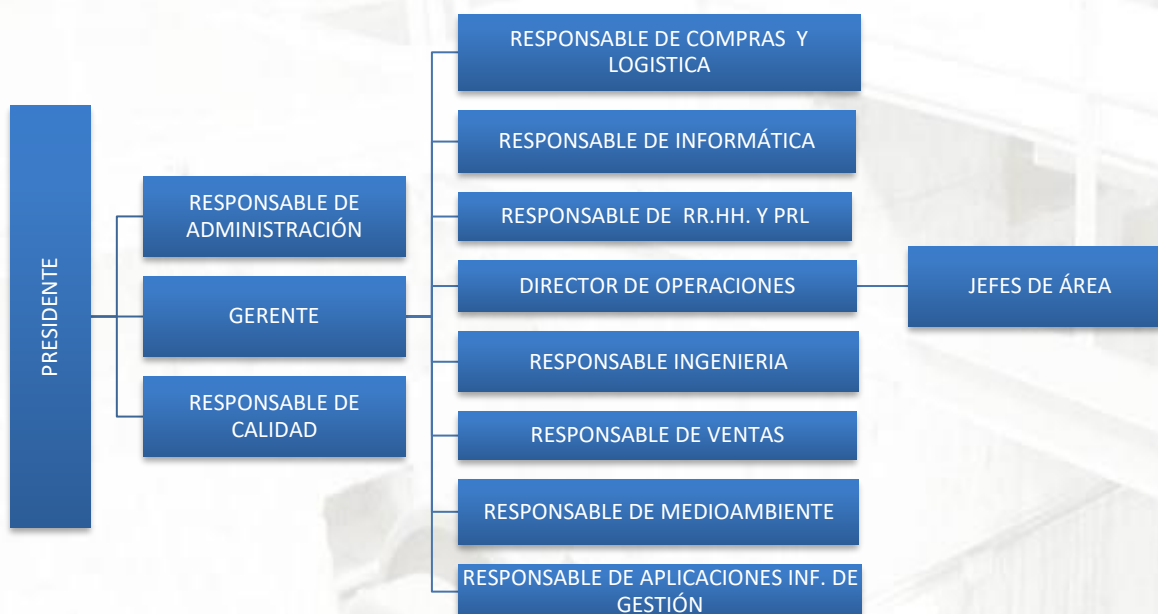 PRESIDENTE
RESPONSABLE DE
ADMINISTRACIÓN
GERENTE
RESPONSABLE DE
CALIDAD
RESPONSABLE DE COMPRAS Y
LOGISTICA
RESPONSABLE DE INFORMÁTICA
RESPONSABLE DE RR.HH. Y PRL
DIRECTOR DE OPERACIONES
RESPONSABLE INGENIERIA
RESPONSABLE DE VENTAS
RESPONSABLE DE MEDIOAMBIENTE
RESPONSABLE DE APLICACIONES INF. DE
GESTIÓN
JEFES DE ÁREA